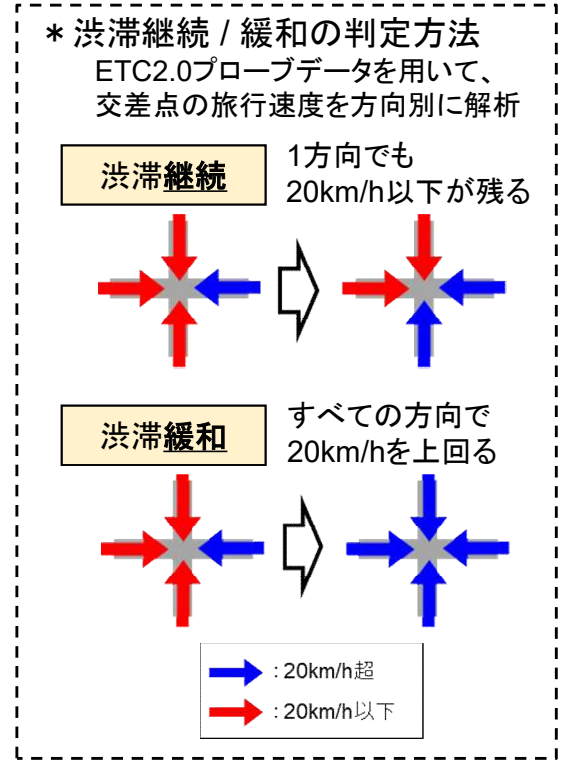 ＊渋滞継続 / 緩和の判定方法
ETC2.0プローブデータを用いて、
交差点の旅行速度を方向別に解析
渋滞継続
1方向でも
20km/h以下が残る
渋滞緩和
すべての方向で
20km/hを上回る
：20km/h超
：20km/h以下